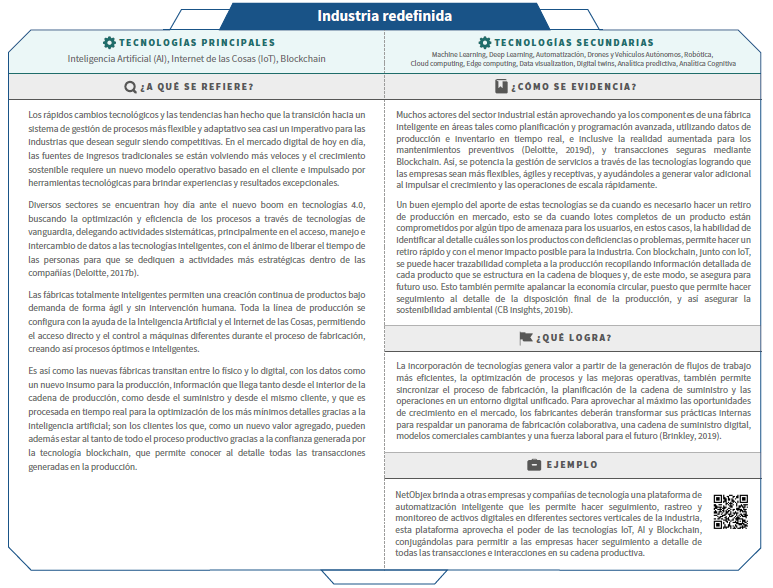 Industria redefinida
TECNOLOGÍAS PRINCIPALES
Inteligencia Artificial (AI), Internet de las Cosas (IoT), Blockchain
¿A QUÉ SE REFIERE?
Los rápidos cambios tecnológicos y las tendencias han hecho que la transición hacia un
sistema de gestión de procesos más flexible y adaptativo sea casi un imperativo para las
industrias que desean seguir siendo competitivas. En el mercado digital de hoy en día,
las fuentes de ingresos tradicionales se están volviendo más veloces y el crecimiento
sostenible requiere un nuevo modelo operativo basado en el cliente e impulsado por
herramientas tecnológicas para brindar experiencias y resultados excepcionales.
Diversos sectores se encuentran hoy día ante el nuevo boom en tecnologías 4.0,
buscando la optimización y eficiencia de los procesos a través de tecnologías de
vanguardia, delegando actividades sistemáticas, principalmente en el acceso, manejo e
intercambio de datos a las tecnologías inteligentes, con el ánimo de liberar el tiempo de
las personas para que se dediquen a actividades más estratégicas dentro de las
compañías (Deloitte, 2017b).
Las fábricas totalmente inteligentes permiten una creación continua de productos bajo
demanda de forma ágil y sin intervención humana. Toda la línea de producción se
configura con la ayuda de la Inteligencia Artificial y el Internet de las Cosas, permitiendo
el acceso directo y el control a máquinas diferentes durante el proceso de fabricación,
creando así procesos óptimos e inteligentes.
Es así como las nuevas fábricas transitan entre lo físico y lo digital, con los datos como
un nuevo insumo para la producción, información que llega tanto desde el interior de la
cadena de producción, como desde el suministro y desde el mismo cliente, y que es
procesada en tiempo real para la optimización de los más mínimos detalles gracias a la
inteligencia artificial; son los clientes los que, como un nuevo valor agregado, pueden
además estar al tanto de todo el proceso productivo gracias a la confianza generada por
la tecnología blockchain, que permite conocer al detalle todas las transacciones
generadas en la producción.
TECNOLOGÍAS SECUNDARIAS
Machine Learning, Deep Learning, Automatización, Drones y Vehículos Autónomos, Robótica,
Cloud computing, Edge computing, Data visualization, Digital twins, Analítica predictiva, Analítica Cognitiva
¿CÓMO SE EVIDENCIA?
Muchos actores del sector industrial están aprovechando ya los componentes de una fábrica
inteligente en áreas tales como planificación y programación avanzada, utilizando datos de
producción e inventario en tiempo real, e inclusive la realidad aumentada para los
mantenimientos preventivos (Deloitte, 2019d), y transacciones seguras mediante
Blockchain. Así, se potencia la gestión de servicios a través de las tecnologías logrando que
las empresas sean más flexibles, ágiles y receptivas, y ayudándoles a generar valor adicional
al impulsar el crecimiento y las operaciones de escala rápidamente.
Un buen ejemplo del aporte de estas tecnologías se da cuando es necesario hacer un retiro
de producción en mercado, esto se da cuando lotes completos de un producto están
comprometidos por algún tipo de amenaza para los usuarios, en estos casos, la habilidad de
identificar al detalle cuáles son los productos con deficiencias o problemas, permite hacer un
retiro rápido y con el menor impacto posible para la industria. Con blockchain, junto con IoT,
se puede hacer trazabilidad completa a la producción recopilando información detallada de
cada producto que se estructura en la cadena de bloques y, de este modo, se asegura para
futuro uso. Esto también permite apalancar la economía circular, puesto que permite hacer
seguimiento al detalle de la disposición final de la producción, y así asegurar la
sostenibilidad ambiental (CB Insights, 2019b).
¿QUÉ LOGRA?
La incorporación de tecnologías genera valor a partir de la generación de flujos de trabajo
más eficientes, la optimización de procesos y las mejoras operativas, también permite
sincronizar el proceso de fabricación, la planificación de la cadena de suministro y las
operaciones en un entorno digital unificado. Para aprovechar al máximo las oportunidades
de crecimiento en el mercado, los fabricantes deberán transformar sus prácticas internas
para respaldar un panorama de fabricación colaborativa, una cadena de suministro digital,
modelos comerciales cambiantes y una fuerza laboral para el futuro (Brinkley, 2019).
EJEMPLO
NetObjex brinda a otras empresas y compañías de tecnología una plataforma de
automatización inteligente que les permite hacer seguimiento, rastreo y
monitoreo de activos digitales en diferentes sectores verticales de la industria,
esta plataforma aprovecha el poder de las tecnologías IoT, AI y Blockchain,
conjugándolas para permitir a las empresas hacer seguimiento a detalle de
todas las transacciones e interacciones en su cadena productiva.